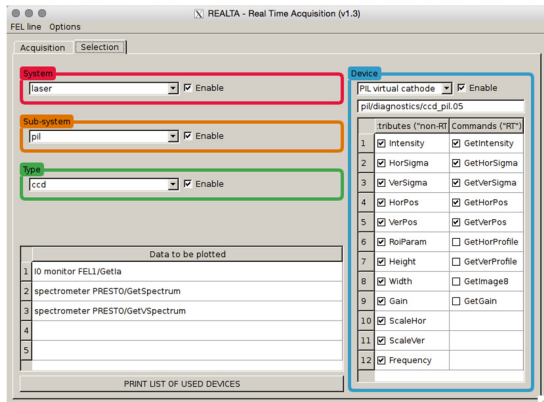 REALTA - Real Time Acquisition (v1.3)
FEL line Options
Acquisition Selection
System
laser Enable
Sub-system
pil Enable
Type
ccd Enable
Data to be plotted
1 I0 monitor FEL1/GetIa
2 spectrometer PRESTO/GetSpectrum
3 spectrometer PRESTO/GetVSpectrum
4
5
PRINT LIST OF USED DEVICES
Device
PIL virtual cathode Enable
pil/diagnostics/ccd_pil.05
tributes ("non-RT Commands ("RT")
1 Intensity GetIntensity
2 HorSigma GetHorSigma
3 VerSigma GetVerSigma
4 HorPos GetHorPos
5 VerPos GetVerPos
6 RoiParam GetHorProfile
7 Height GetVerProfile
8 Width GetImage8
9 Gain GetGain
10 ScaleHor
11 ScaleVer
12 Frequency